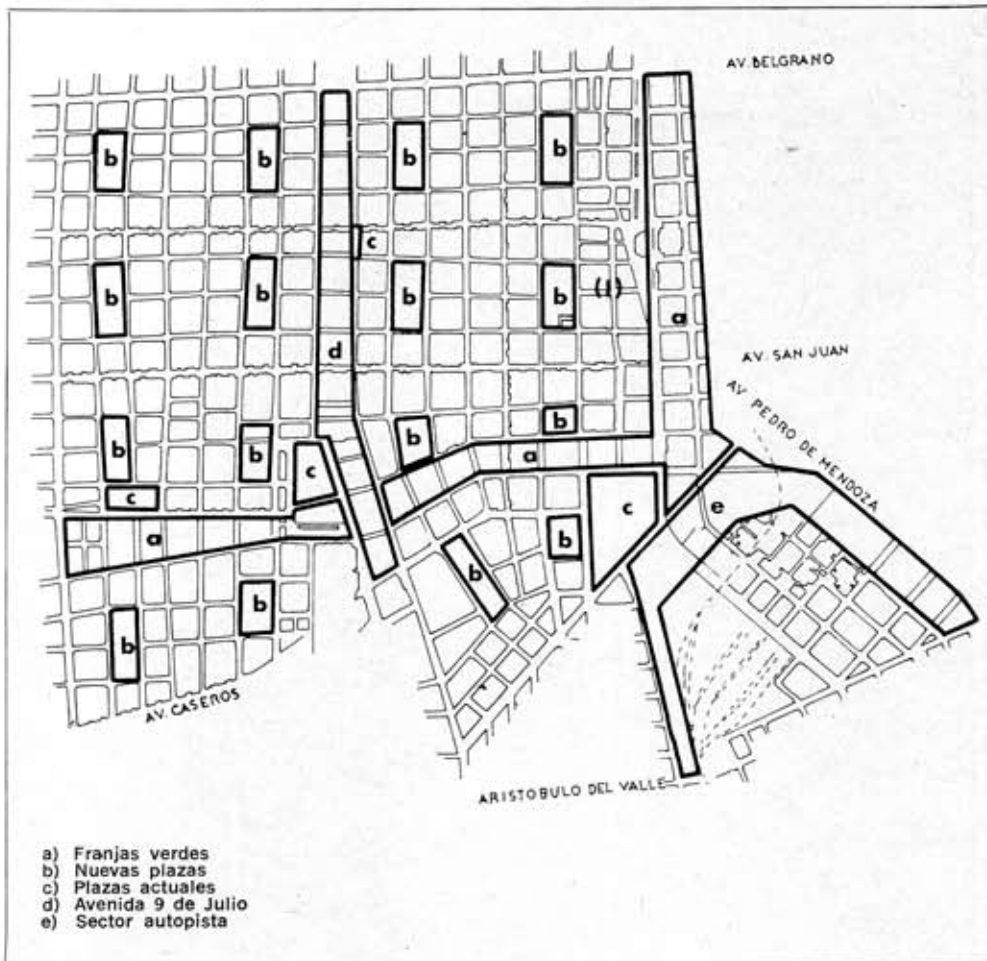 AV. BELGRANO
b b b b
c
b b b b (1)
a
d
AV. SAN JUAN
AV. PEDRO DE MENDOZA
b b b b
c a
c c e
a
b
b
b
b
AV. CASEROS
ARISTOBULO DEL VALLE
a) Franjas verdes
b) Nuevas plazas
c) Plazas actuales
d) Avenida 9 de Julio
e) Sector autopista